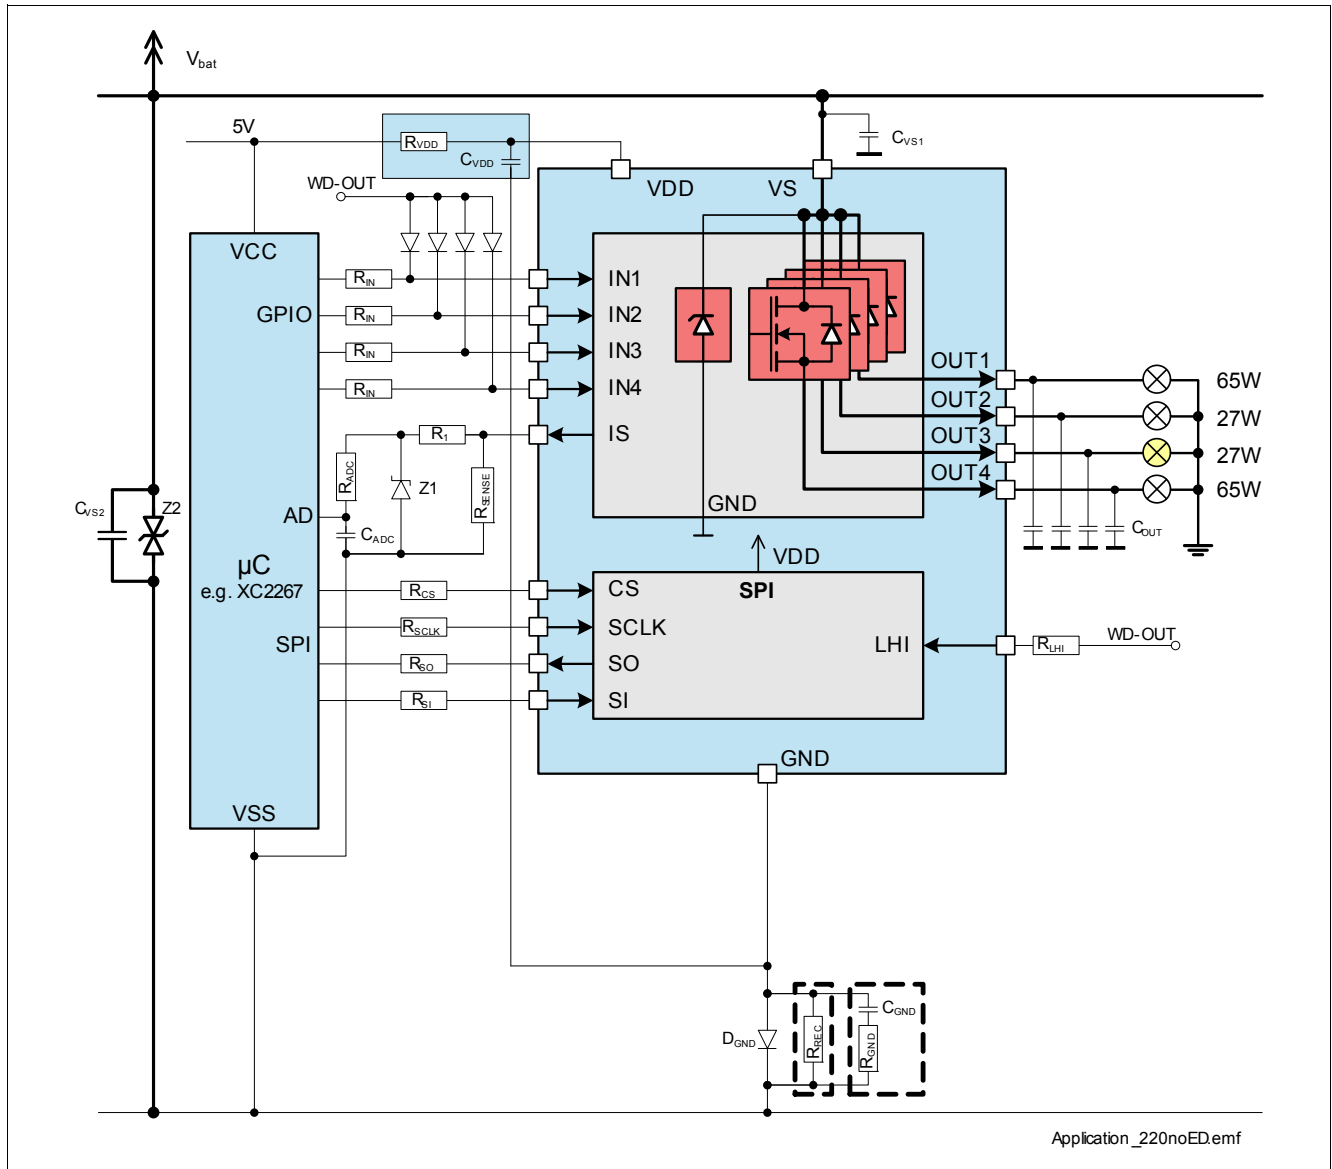 Vbat
5V
RVDD
CVDD
CVS1
VDD
VS
WD-OUT
VCC
RIN
IN1
GPIO
RIN
IN2
RIN
IN3
RIN
IN4
OUT1
65W
OUT2
27W
OUT3
27W
OUT4
65W
R1
IS
RADC
Z1
RSENSE
GND
CVS2
Z2
AD
CADC
COUT
VDD
µC
e.g. XC2267
SPI
RCS
CS
RSCLK
SCLK
SPI
RSO
SO
LHI
RLHI
WD-OUT
RSI
SI
GND
VSS
DGND
RREC
CGND
RGND
Application_220noED.emf